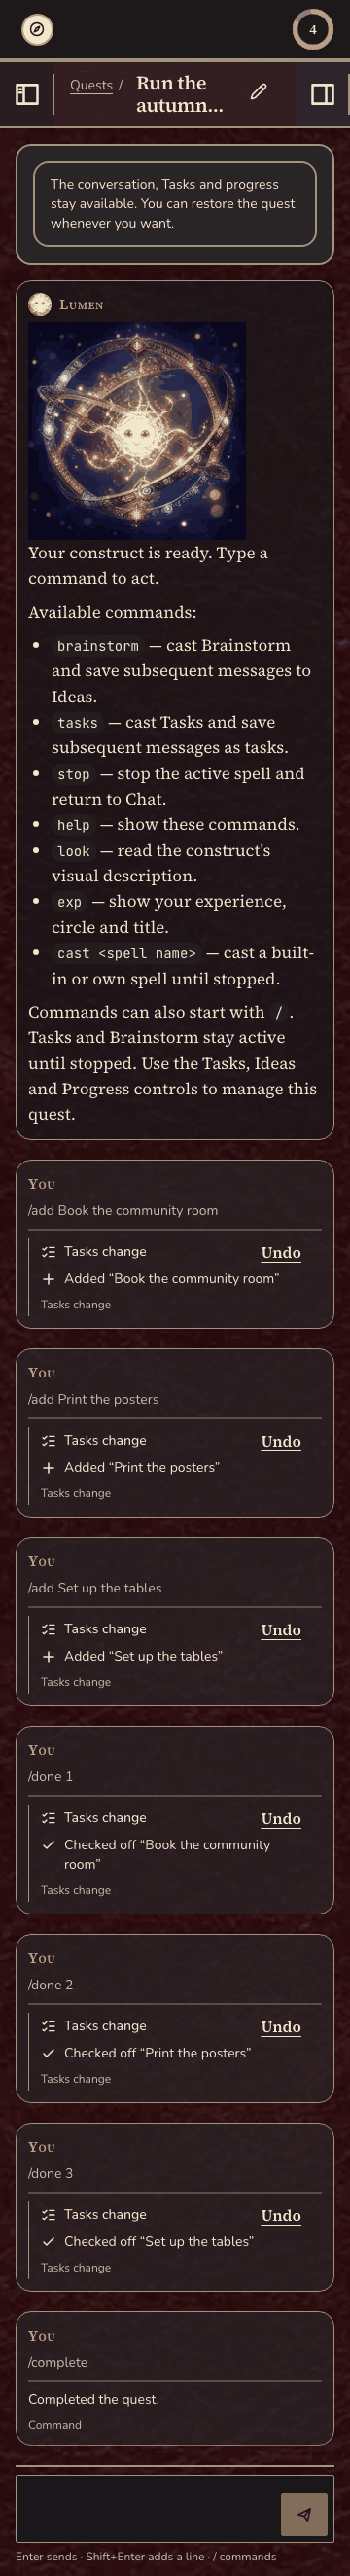 4
Quests / Run the
autumn...
The conversation, Tasks and progress
stay available. You can restore the quest
whenever you want.
Lumen
Your construct is ready. Type a
command to act.
Available commands:
• brainstorm — cast Brainstorm
and save subsequent messages to
Ideas.
• tasks — cast Tasks and save
subsequent messages as tasks.
• stop — stop the active spell and
return to Chat.
• help — show these commands.
• look — read the construct's
visual description.
• exp — show your experience,
circle and title.
• cast <spell name> — cast a built-
in or own spell until stopped.
Commands can also start with / .
Tasks and Brainstorm stay active
until stopped. Use the Tasks, Ideas
and Progress controls to manage this
quest.
You
/add Book the community room
Tasks change Undo
Added “Book the community room”
Tasks change
You
/add Print the posters
Tasks change Undo
Added “Print the posters”
Tasks change
You
/add Set up the tables
Tasks change Undo
Added “Set up the tables”
Tasks change
You
/done 1
Tasks change Undo
Checked off “Book the community
room”
Tasks change
You
/done 2
Tasks change Undo
Checked off “Print the posters”
Tasks change
You
/done 3
Tasks change Undo
Checked off “Set up the tables”
Tasks change
You
/complete
Completed the quest.
Command
Enter sends · Shift+Enter adds a line · / commands